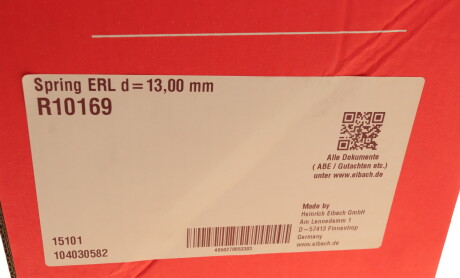 Spring ERL d=13,00 mm
R10169
Alle Dokumente
( ABE / Gutachten etc.)
unter www.eibach.de
Made by
Heinrich Eibach GmbH
Am Lennedamm 1
D-57413 Finnentrop
Germany
www.eibach.de
15101
104030582